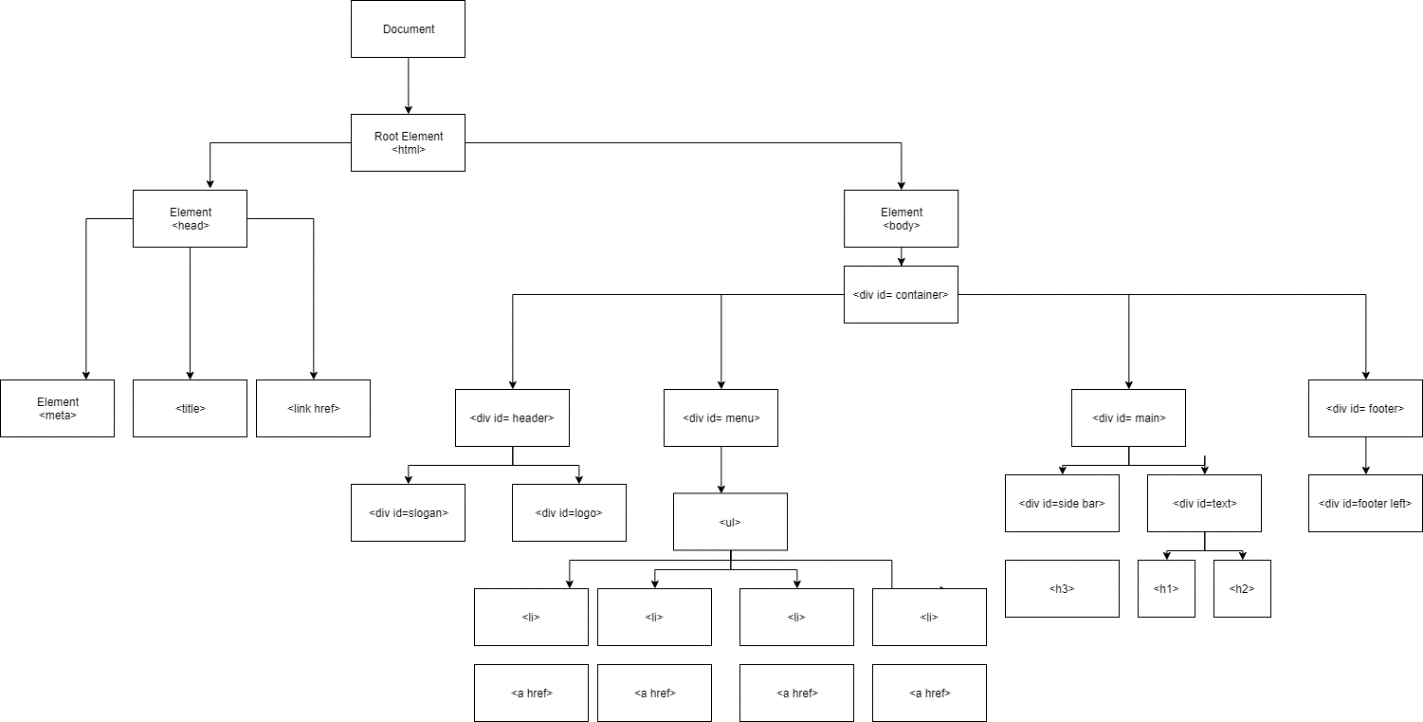 Document
Root Element
<html>
Element
<head>
Element
<body>
<div id= container>
Element
<meta>
<title>
<link href>
<div id= header>
<div id= menu>
<div id= main>
<div id= footer>
<div id=slogan>
<div id=logo>
<ul>
<div id=side bar>
<div id=text>
<div id=footer left>
<li>
<li>
<li>
<li>
<h3>
<h1>
<h2>
<a href>
<a href>
<a href>
<a href>